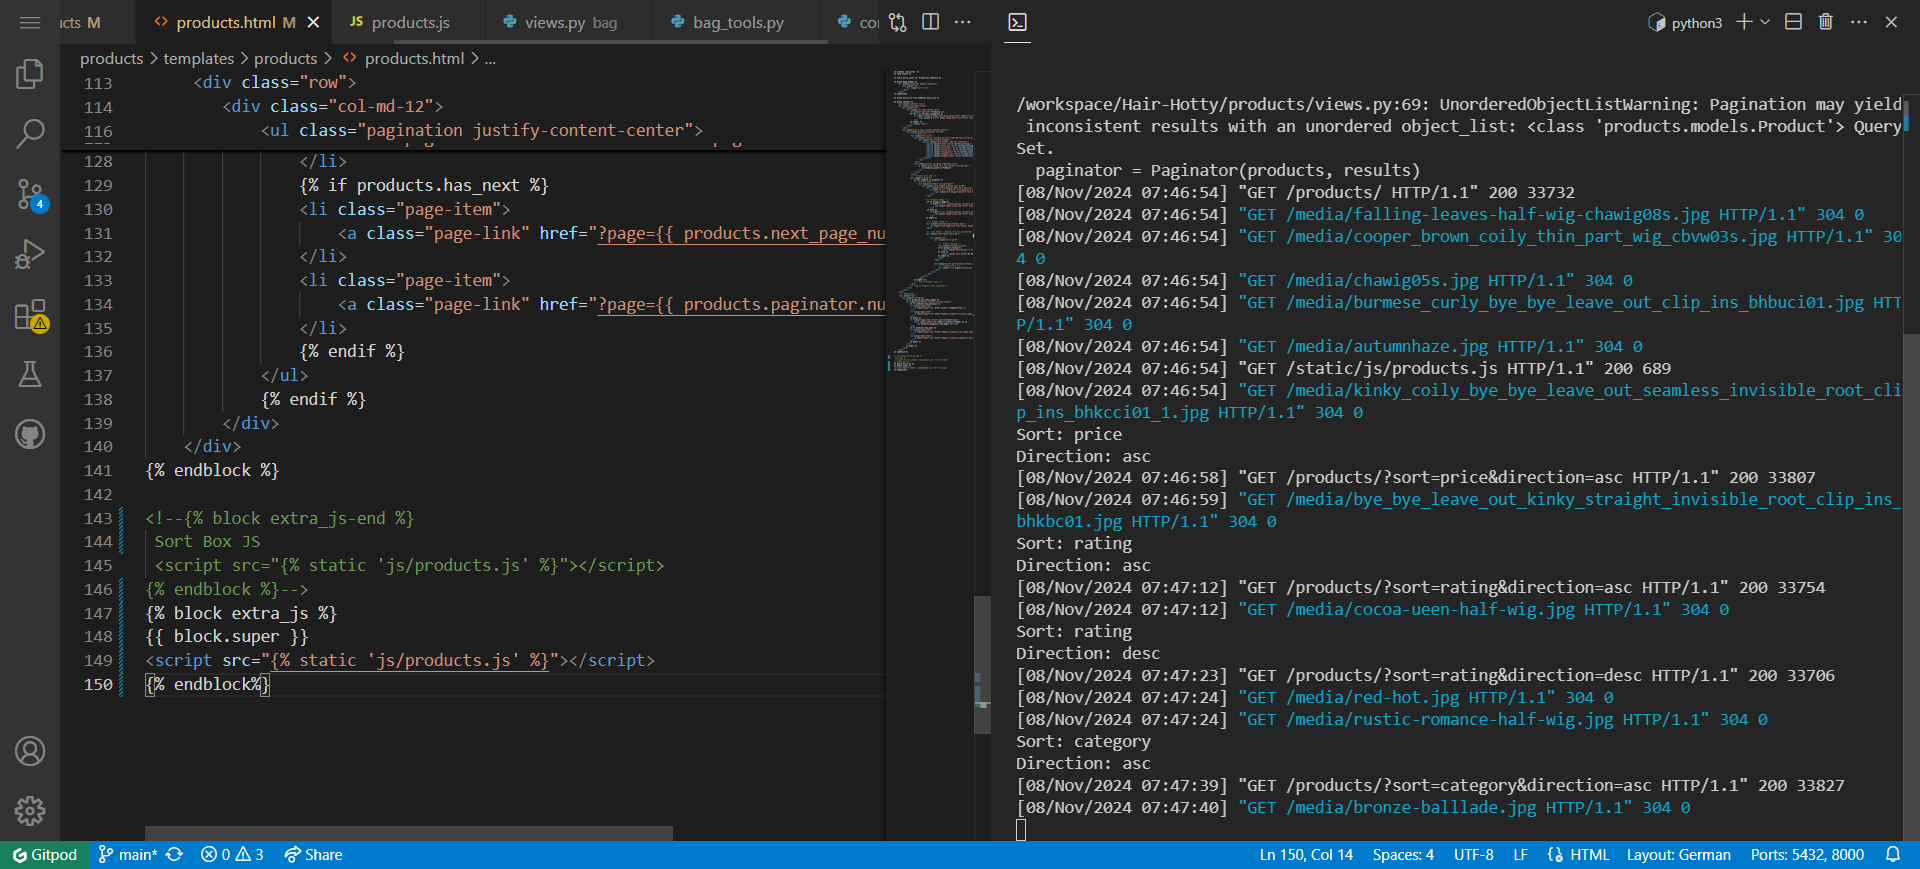 ucts M
<> products.html M ×
JS products.js
views.py bag
bag_tools.py
products > templates > products > <> products.html > ...
113 <div class="row">
114 <div class="col-md-12">
116 <ul class="pagination justify-content-center">
128 </li>
129 {% if products.has_next %}
130 <li class="page-item">
131 <a class="page-link" href="?page={{ products.next_page_nu
132 </li>
133 <li class="page-item">
134 <a class="page-link" href="?page={{ products.paginator.nu
135 </li>
136 {% endif %}
137 </ul>
138 {% endif %}
139 </div>
140 </div>
141 {% endblock %}
142
143 <!--{% block extra_js-end %}
144 Sort Box JS
145 <script src="{% static 'js/products.js' %}"></script>
146 {% endblock %}-->
147 {% block extra_js %}
148 {{ block.super }}
149 <script src="{% static 'js/products.js' %}"></script>
150 {% endblock%}
python3
/workspace/Hair-Hotty/products/views.py:69: UnorderedObjectListWarning: Pagination may yield
inconsistent results with an unordered object_list: <class 'products.models.Product'> Query
Set.
paginator = Paginator(products, results)
[08/Nov/2024 07:46:54] "GET /products/ HTTP/1.1" 200 33732
[08/Nov/2024 07:46:54] "GET /media/falling-leaves-half-wig-chawig08s.jpg HTTP/1.1" 304 0
[08/Nov/2024 07:46:54] "GET /media/cooper_brown_coily_thin_part_wig_cbvw03s.jpg HTTP/1.1" 30
4 0
[08/Nov/2024 07:46:54] "GET /media/chawig05s.jpg HTTP/1.1" 304 0
[08/Nov/2024 07:46:54] "GET /media/burmese_curly_bye_bye_leave_out_clip_ins_bhbuci01.jpg HTT
P/1.1" 304 0
[08/Nov/2024 07:46:54] "GET /media/autumnhaze.jpg HTTP/1.1" 304 0
[08/Nov/2024 07:46:54] "GET /static/js/products.js HTTP/1.1" 200 689
[08/Nov/2024 07:46:54] "GET /media/kinky_coily_bye_bye_leave_out_seamless_invisible_root_cli
p_ins_bhkcci01_1.jpg HTTP/1.1" 304 0
Sort: price
Direction: asc
[08/Nov/2024 07:46:58] "GET /products/?sort=price&direction=asc HTTP/1.1" 200 33807
[08/Nov/2024 07:46:59] "GET /media/bye_bye_leave_out_kinky_straight_invisible_root_clip_ins_
bhkbc01.jpg HTTP/1.1" 304 0
Sort: rating
Direction: asc
[08/Nov/2024 07:47:12] "GET /products/?sort=rating&direction=asc HTTP/1.1" 200 33754
[08/Nov/2024 07:47:12] "GET /media/cocoa-ueen-half-wig.jpg HTTP/1.1" 304 0
Sort: rating
Direction: desc
[08/Nov/2024 07:47:23] "GET /products/?sort=rating&direction=desc HTTP/1.1" 200 33706
[08/Nov/2024 07:47:24] "GET /media/red-hot.jpg HTTP/1.1" 304 0
[08/Nov/2024 07:47:24] "GET /media/rustic-romance-half-wig.jpg HTTP/1.1" 304 0
Sort: category
Direction: asc
[08/Nov/2024 07:47:39] "GET /products/?sort=category&direction=asc HTTP/1.1" 200 33827
[08/Nov/2024 07:47:40] "GET /media/bronze-balllade.jpg HTTP/1.1" 304 0
4
Gitpod main* 0 3 Share
Ln 150, Col 14 Spaces: 4 UTF-8 LF HTML Layout: German Ports: 5432, 8000